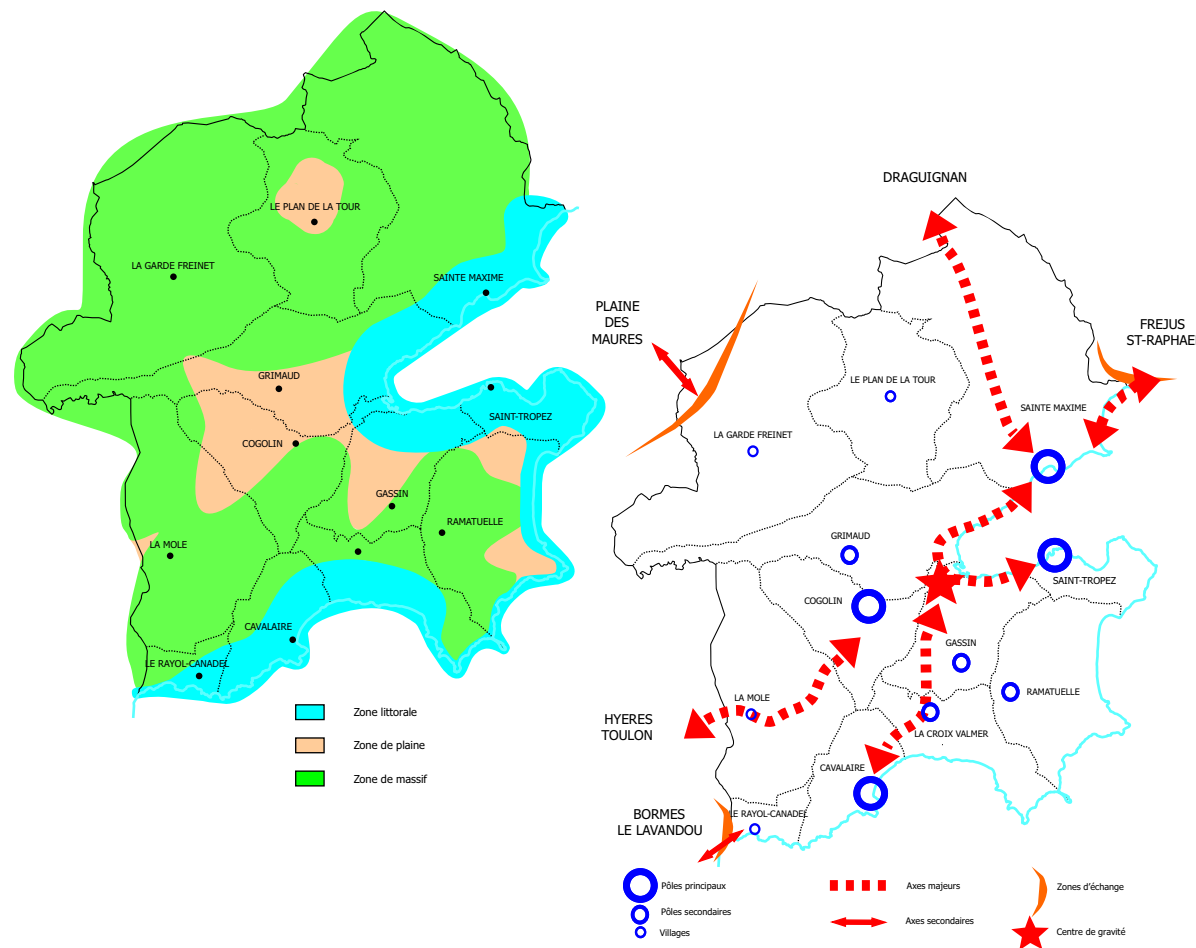 LE PLAN DE LA TOUR
LA GARDE FREINET
SAINTE MAXIME
GRIMAUD
SAINT-TROPEZ
COGOLIN
GASSIN
RAMATUELLE
LA MOLE
CAVALAIRE
LE RAYOL-CANADEL
Zone littorale
Zone de plaine
Zone de massif
DRAGUIGNAN
PLAINE
DES
MAURES
FREJUS
ST-RAPHAE
LE PLAN DE LA TOUR
SAINTE MAXIME
LA GARDE FREINET
GRIMAUD
SAINT-TROPEZ
COGOLIN
GASSIN
RAMATUELLE
LA MOLE
HYERES
TOULON
LA CROIX VALMER
CAVALAIRE
BORMES
LE LAVANDOU
LE RAYOL-CANADEL
Pôles principaux
Pôles secondaires
Villages
Axes majeurs
Axes secondaires
Zones d'échange
Centre de gravité